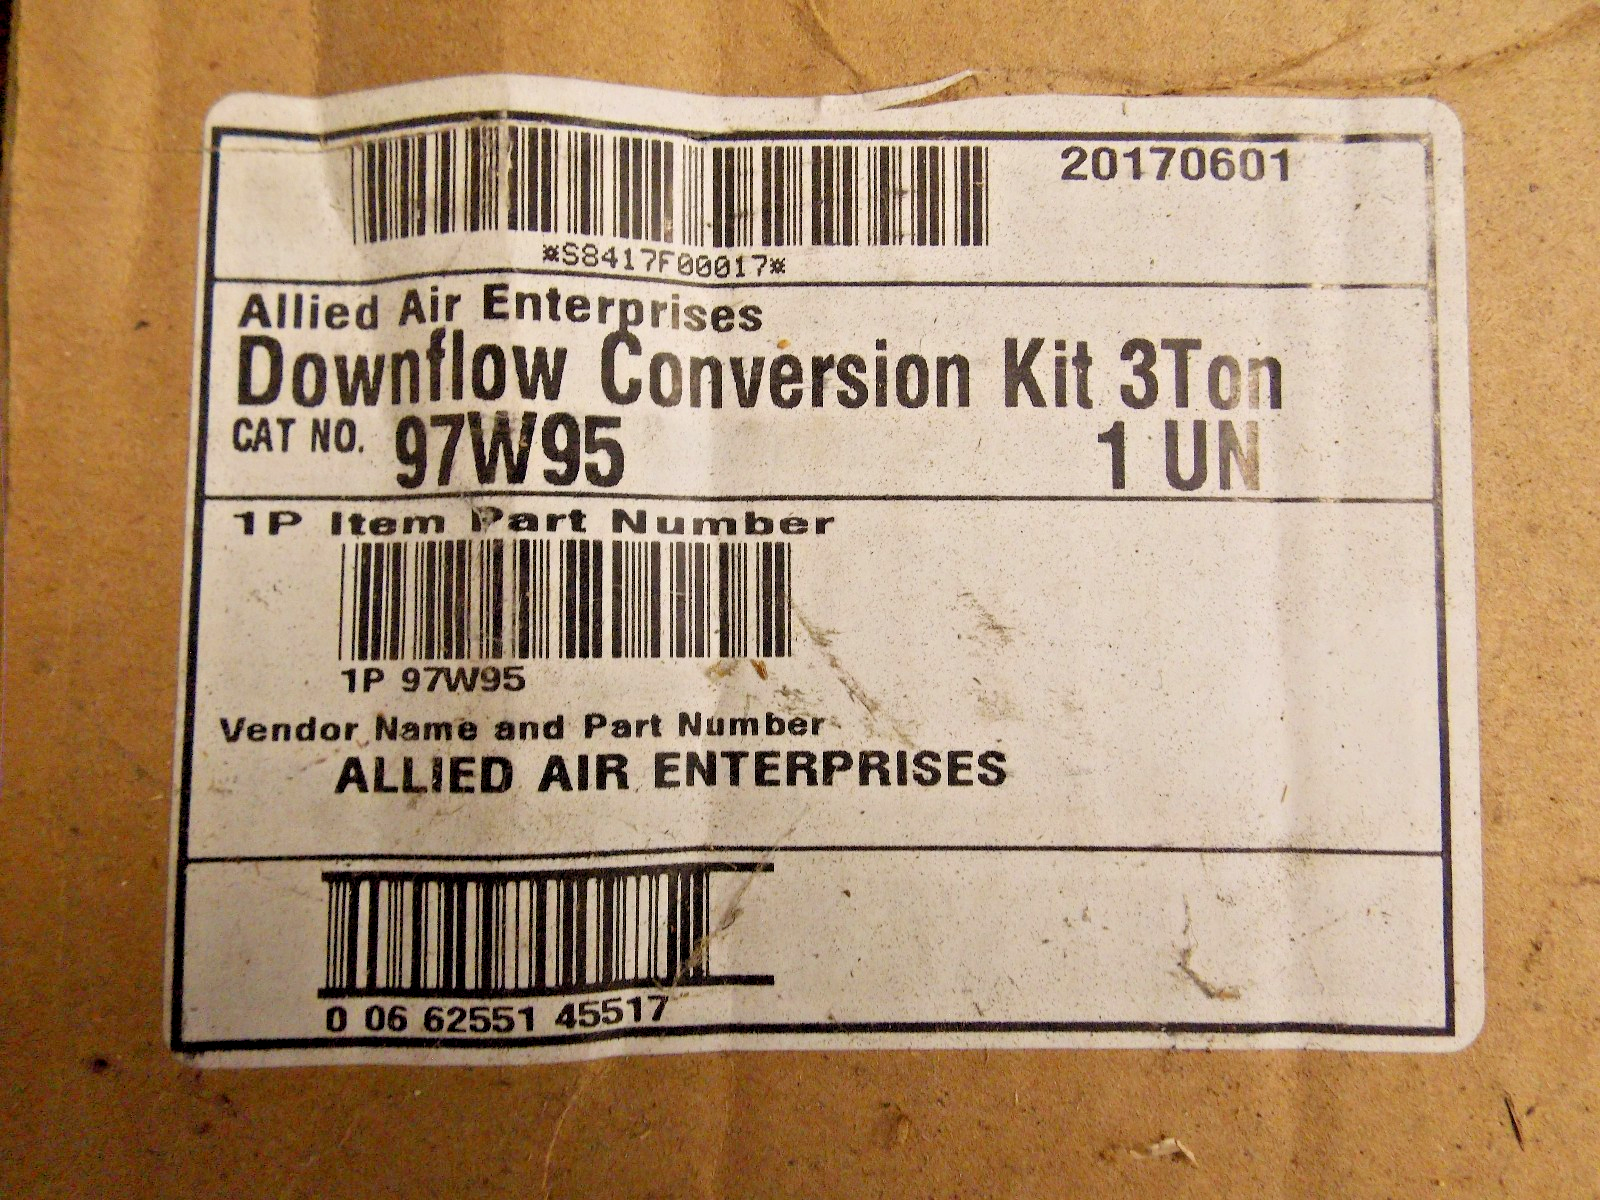 20170601
*S8417F00017*
Allied Air Enterprises
Downflow Conversion Kit 3Ton
CAT NO. 97W95 1 UN
1P Item Part Number
1P 97W95
Vendor Name and Part Number
ALLIED AIR ENTERPRISES
0 06 62551 45517